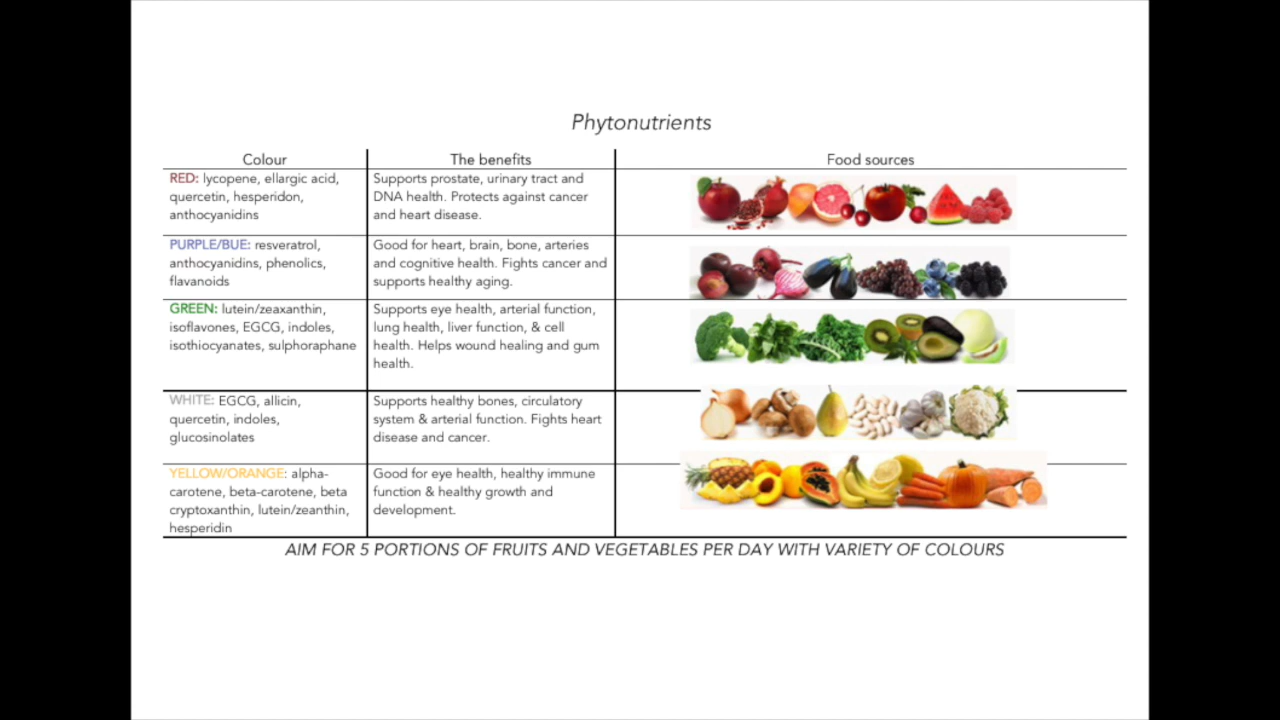 Phytonutrients
Colour
The benefits
Food sources
RED: lycopene, ellargic acid,
quercetin, hesperidon,
anthocyanidins
Supports prostate, urinary tract and
DNA health. Protects against cancer
and heart disease.
PURPLE/BUE: resveratrol,
anthocyanidins, phenolics,
flavanoids
Good for heart, brain, bone, arteries
and cognitive health. Fights cancer and
supports healthy aging.
GREEN: lutein/zeaxanthin,
isoflavones, EGCG, indoles,
isothiocyanates, sulphoraphane
Supports eye health, arterial function,
lung health, liver function, & cell
health. Helps wound healing and gum
health.
WHITE: EGCG, allicin,
quercetin, indoles,
glucosinolates
Supports healthy bones, circulatory
system & arterial function. Fights heart
disease and cancer.
YELLOW/ORANGE: alpha-
carotene, beta-carotene, beta
cryptoxanthin, lutein/zeanthin,
hesperidin
Good for eye health, healthy immune
function & healthy growth and
development.
AIM FOR 5 PORTIONS OF FRUITS AND VEGETABLES PER DAY WITH VARIETY OF COLOURS